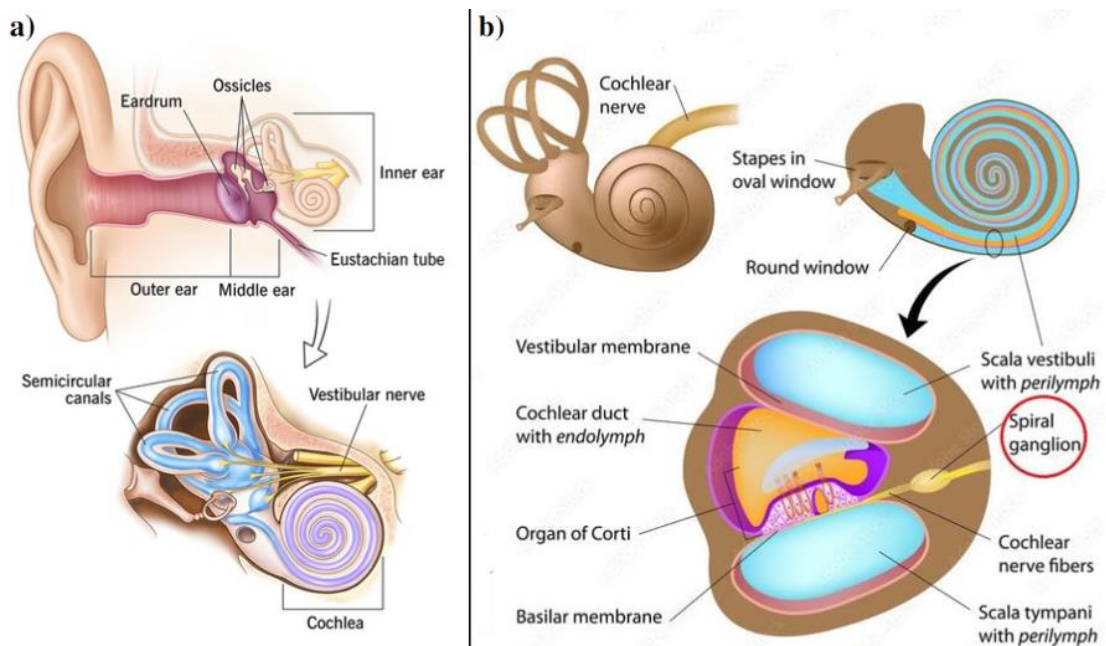 a)
Ossicles
Eardrum
Inner ear
Eustachian tube
Outer ear
Middle ear
Semicircular
canals
Vestibular nerve
Cochlea
b)
Cochlear
nerve
Stapes in
oval window
Round window
Vestibular membrane
Scala vestibuli
with perilymph
Cochlear duct
with endolymph
Spiral
ganglion
Organ of Corti
Cochlear
nerve fibers
Basilar membrane
Scala tympani
with perilymph